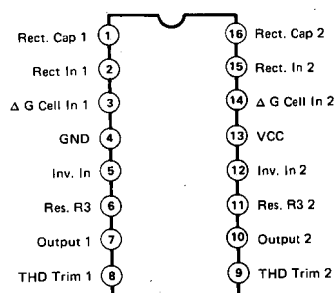 Rect. Cap 1 1 16 Rect. Cap 2
Rect In 1 2 15 Rect. In 2
Δ G Cell In 1 3 14 Δ G Cell In 2
GND 4 13 VCC
Inv. In 5 12 Inv. In 2
Res. R3 6 11 Res. R3 2
Output 1 7 10 Output 2
THD Trim 1 8 9 THD Trim 2